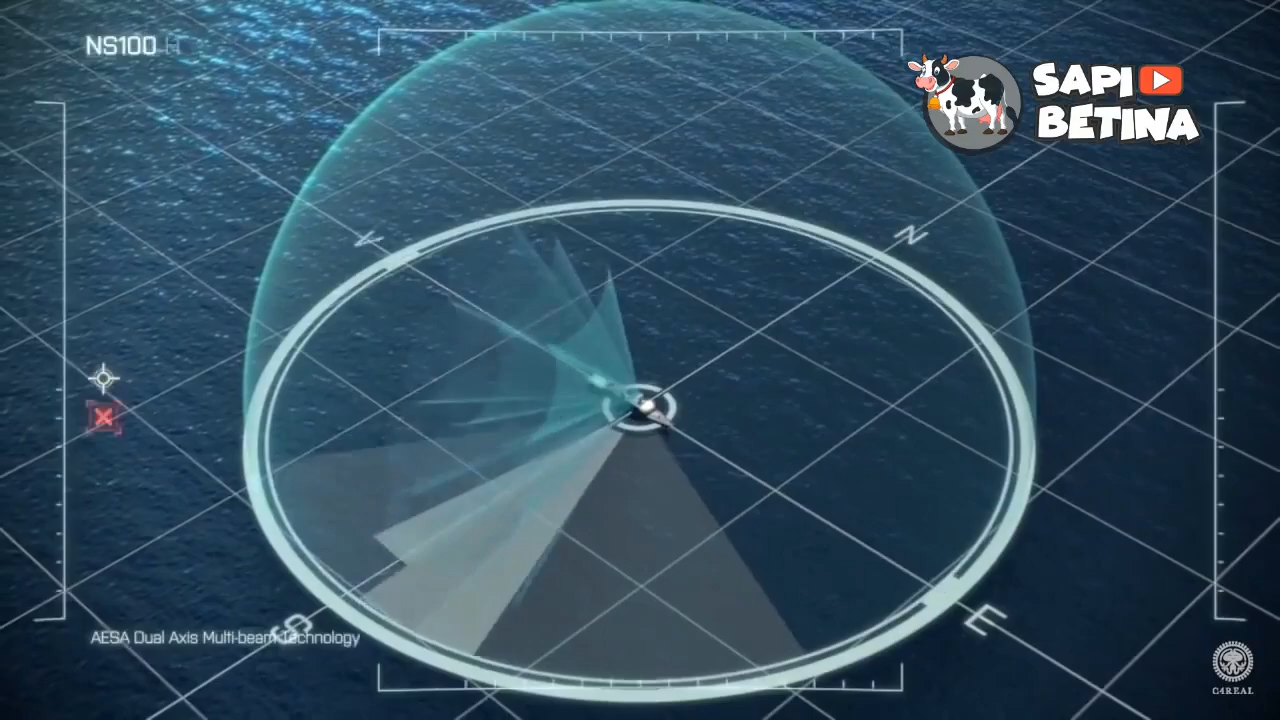 NS100
SAPI
BETINA
N
E
S
AESA Dual Axis Multi-beam Technology
C4REAL